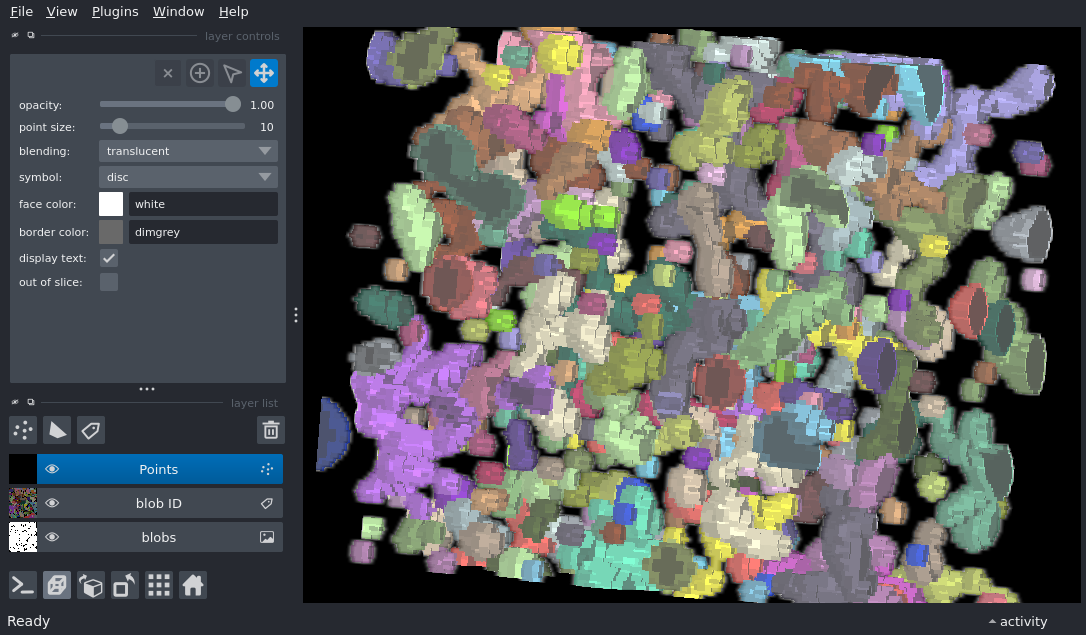 File View Plugins Window Help
layer controls
opacity: 1.00
point size: 10
blending: translucent
symbol: disc
face color: white
border color: dimgrey
display text:
out of slice:
layer list
Points
blob ID
blobs
Ready
activity